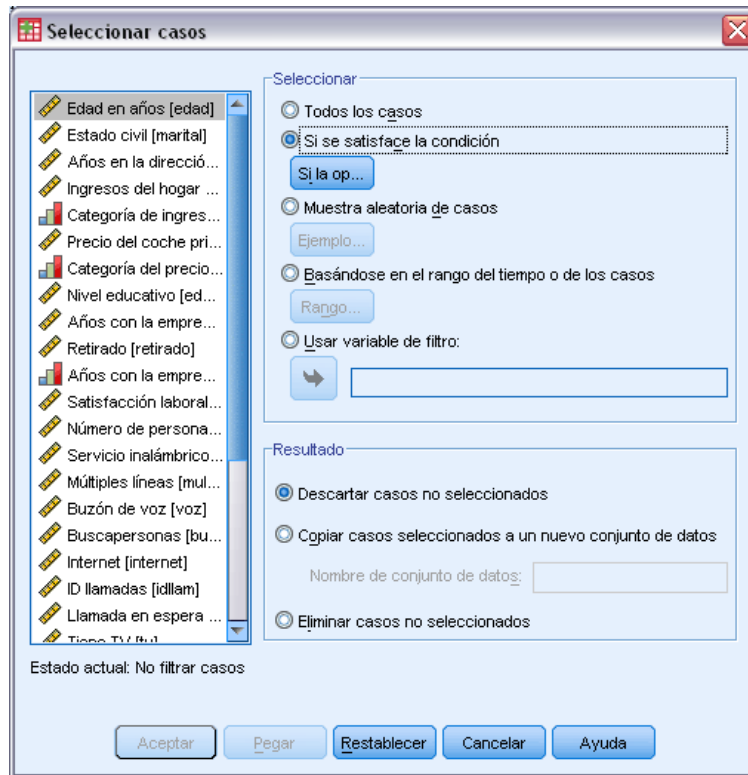 Seleccionar casos
Edad en años [edad]
Estado civil [marital]
Años en la direcció...
Ingresos del hogar ...
Categoría de ingres...
Precio del coche pri...
Categoría del precio...
Nivel educativo [ed...
Años con la empre...
Retirado [retirado]
Años con la empre...
Satisfacción laboral...
Número de persona...
Servicio inalámbrico...
Múltiples líneas [mul...
Buzón de voz [voz]
Buscapersonas [bu...
Internet [internet]
ID llamadas [idllam]
Llamada en espera ...
Tiene TV [tv]
Estado actual: No filtrar casos
Seleccionar
Todos los casos
Si se satisface la condición
Si la op...
Muestra aleatoria de casos
Ejemplo...
Basándose en el rango del tiempo o de los casos
Rango...
Usar variable de filtro:
Resultado
Descartar casos no seleccionados
Copiar casos seleccionados a un nuevo conjunto de datos
Nombre de conjunto de datos:
Eliminar casos no seleccionados
Aceptar
Pegar
Restablecer
Cancelar
Ayuda